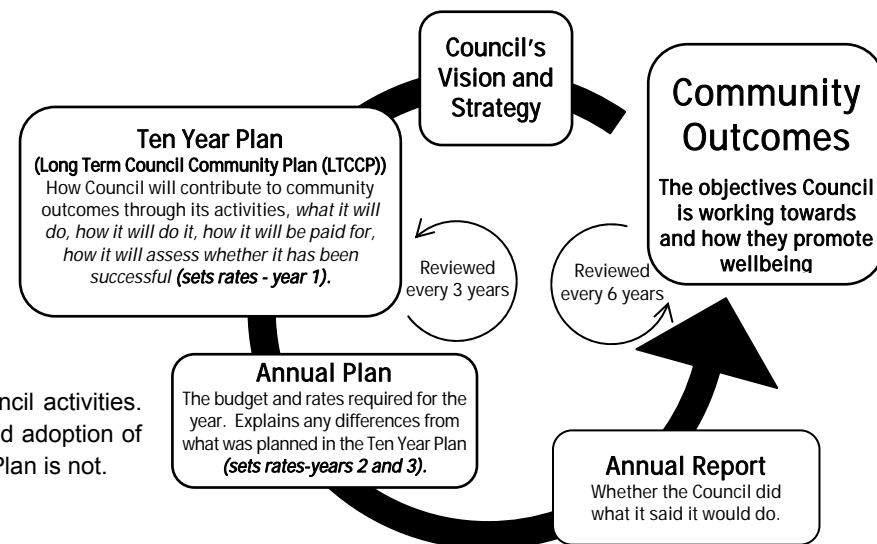 Council's
Vision and
Strategy
Community
Outcomes
The objectives Council
is working towards
and how they promote
wellbeing
Ten Year Plan
(Long Term Council Community Plan (LTCCP))
How Council will contribute to community
outcomes through its activities, what it will
do, how it will do it, how it will be paid for,
how it will assess whether it has been
successful (sets rates - year 1).
Reviewed
every 3 years
Reviewed
every 6 years
Annual Plan
The budget and rates required for the
year. Explains any differences from
what was planned in the Ten Year Plan
(sets rates-years 2 and 3).
ncil activities.
d adoption of
Plan is not.
Annual Report
Whether the Council did
what it said it would do.